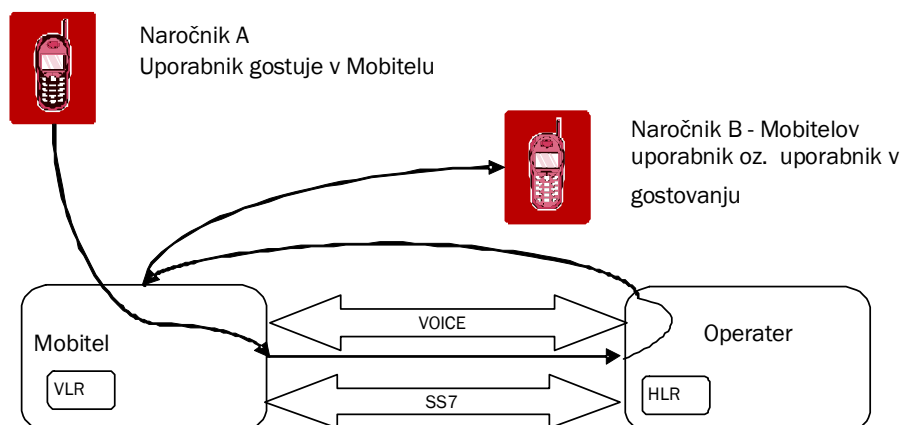 Naročnik A
Uporabnik gostuje v Mobitelu
Naročnik B - Mobitelov
uporabnik oz. uporabnik v
gostovanju
VOICE
Mobitel
Operater
VLR
HLR
SS7